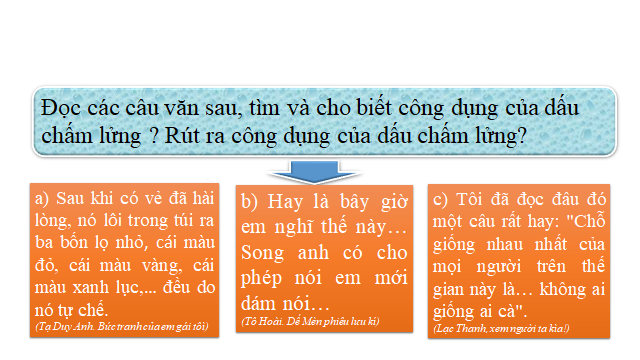 Đọc các câu văn sau, tìm và cho biết công dụng của dấu
chấm lửng ? Rút ra công dụng của dấu chấm lửng?
a) Sau khi có vẻ đã hài
lòng, nó lôi trong túi ra
ba bốn lọ nhỏ, cái màu
đỏ, cái màu vàng, cái
màu xanh lục,... đều do
nó tự chế.
(Tạ Duy Anh. Bức tranh của em gái tôi)
b) Hay là bây giờ
em nghĩ thế này…
Song anh có cho
phép nói em mới
dám nói…
(Tô Hoài. Dế Mèn phiêu lưu kí)
c) Tôi đã đọc đâu đó
một câu rất hay: "Chỗ
giống nhau nhất của
mọi người trên thế
gian này là… không ai
giống ai cả".
(Lạc Thanh, xem người ta kìa!)